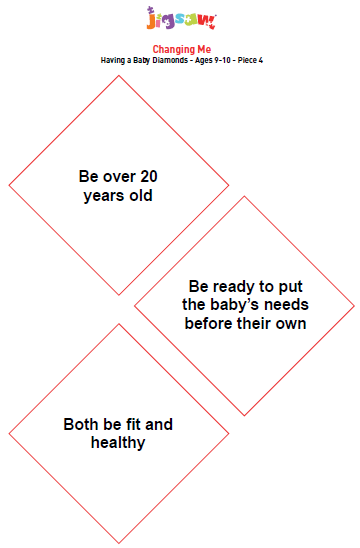 jigsaw
Changing Me
Having a Baby Diamonds - Ages 9-10 - Piece 4
Be over 20
years old
Be ready to put
the baby's needs
before their own
Both be fit and
healthy